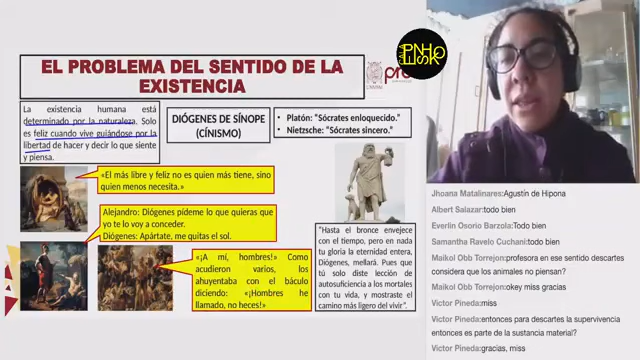 EL PROBLEMA DEL SENTIDO DE LA
EXISTENCIA
La existencia humana está
determinado por la naturaleza. Solo
es feliz cuando vive guiándose por la
libertad de hacer y decir lo que siente
y piensa.
DIÓGENES DE SÍNOPE
(CÍNISMO)
• Platón: “Sócrates enloquecido.”
• Nietzsche: “Sócrates sincero.”
«El más libre y feliz no es quien más tiene, sino
quien menos necesita.»
Alejandro: Diógenes pídeme lo que quieras que
yo te lo voy a conceder.
Diógenes: Apártate, me quitas el sol.
«¡A mí, hombres!» Como
acudieron varios, los
ahuyentaba con el báculo
diciendo: «¡Hombres he
llamado, no heces!»
“Hasta el bronce envejece
con el tiempo, pero en nada
tu gloria la eternidad entera,
Diógenes, mellará. Pues que
tú solo diste lección de
autosuficiencia a los mortales
con tu vida, y mostraste el
camino más ligero del vivir”.
Jhoana Matalinares:Agustín de Hipona
Albert Salazar:todo bien
Everlin Osorio Barzola:Todo bien
Samantha Ravelo Cuchani:todo bien
Maikol Obb Torrejon:profesora en ese sentido descartes
considera que los animales no piensan?
Maikol Obb Torrejon:okey miss gracias
Victor Pineda:miss
Victor Pineda:entonces para descartes la supervivencia
entonces es parte de la sustancia material?
Victor Pineda:gracias, miss